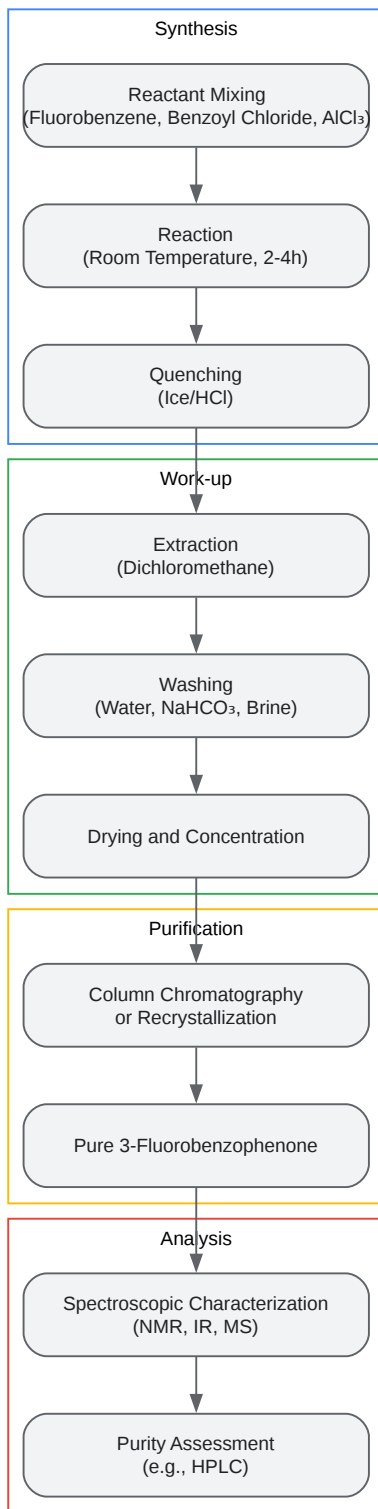 Synthesis
Reactant Mixing
(Fluorobenzene, Benzoyl Chloride, AlCl₃)
Reaction
(Room Temperature, 2-4h)
Quenching
(Ice/HCl)
Work-up
Extraction
(Dichloromethane)
Washing
(Water, NaHCO₃, Brine)
Drying and Concentration
Purification
Column Chromatography
or Recrystallization
Pure 3-Fluorobenzophenone
Analysis
Spectroscopic Characterization
(NMR, IR, MS)
Purity Assessment
(e.g., HPLC)